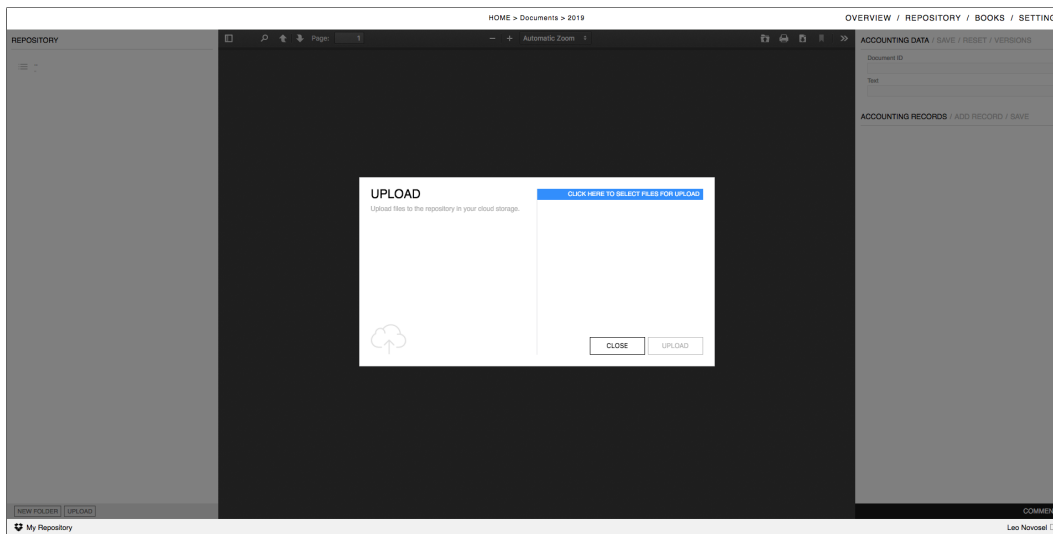 HOME > Documents > 2019
OVERVIEW / REPOSITORY / BOOKS / SETTING
REPOSITORY
Page: 1
− + Automatic Zoom
ACCOUNTING DATA / SAVE / RESET / VERSIONS
Document ID
Text
ACCOUNTING RECORDS / ADD RECORD / SAVE
UPLOAD
Upload files to the repository in your cloud storage.
CLICK HERE TO SELECT FILES FOR UPLOAD
CLOSE
UPLOAD
NEW FOLDER
UPLOAD
COMMEN
My Repository
Leo Novosel